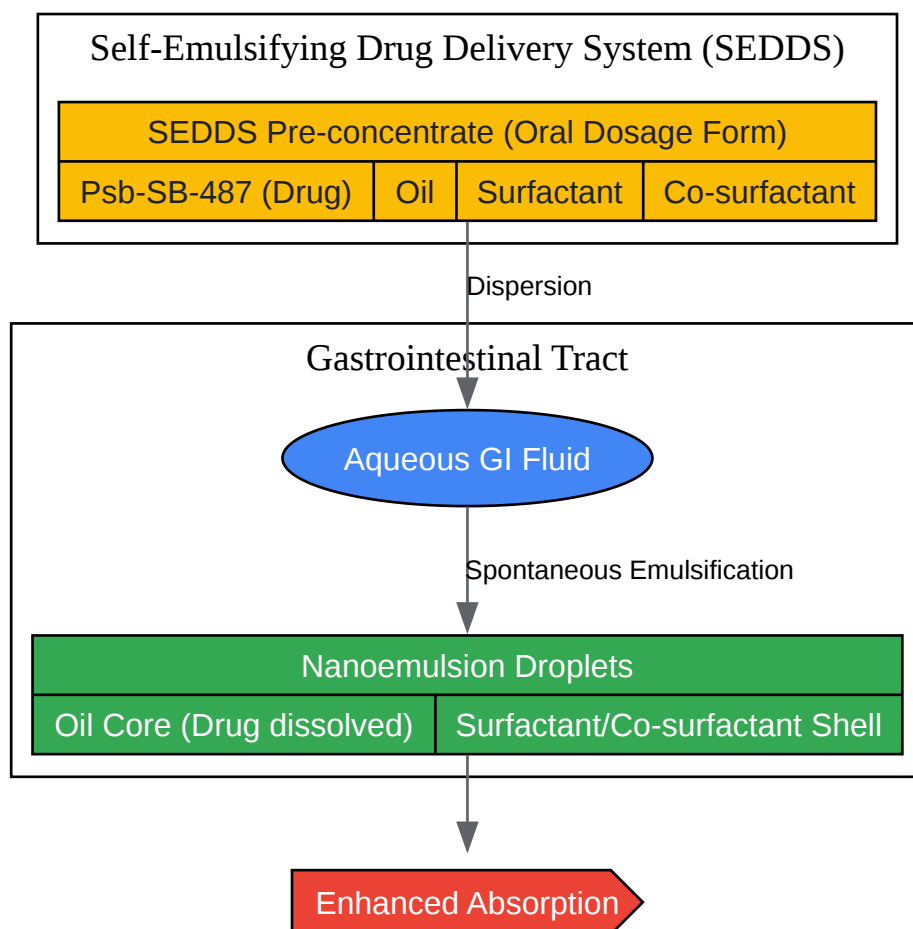 Self-Emulsifying Drug Delivery System (SEDDS)
SEDDS Pre-concentrate (Oral Dosage Form)
Psb-SB-487 (Drug) Oil Surfactant Co-surfactant
Dispersion
Gastrointestinal Tract
Aqueous GI Fluid
Spontaneous Emulsification
Nanoemulsion Droplets
Oil Core (Drug dissolved) Surfactant/Co-surfactant Shell
Enhanced Absorption